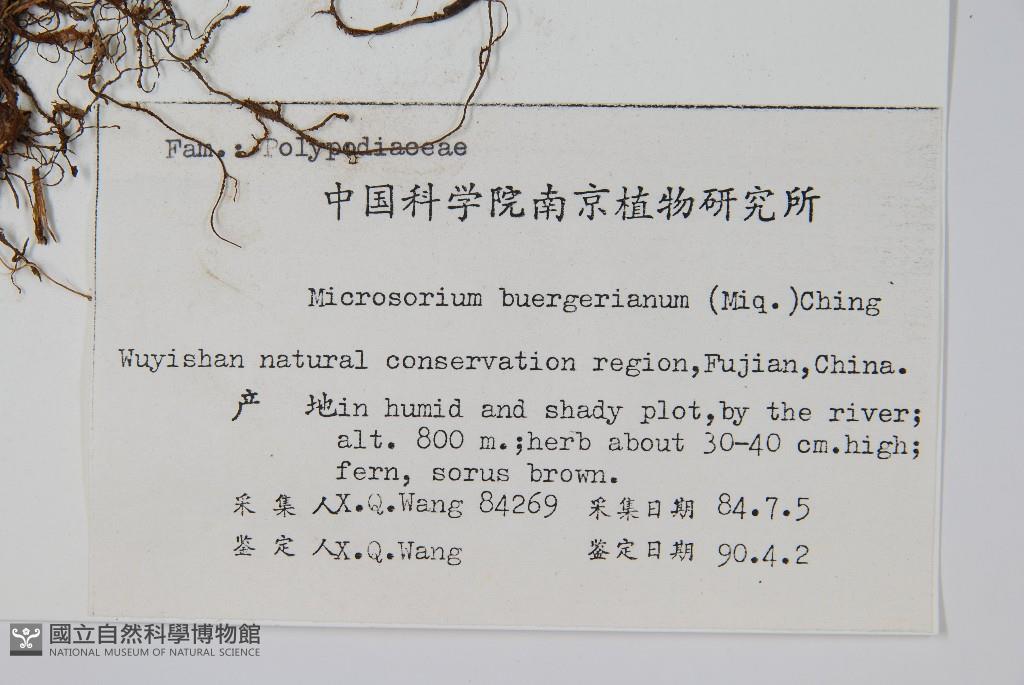 Fam.: Polypodiaceae
中国科学院南京植物研究所
Microsorium buergerianum (Miq.)Ching
Wuyishan natural conservation region,Fujian,China.
产 地in humid and shady plot,by the river;
alt. 800 m.;herb about 30-40 cm.high;
fern, sorus brown.
采 集 人X.Q.Wang 84269 采集日期 84.7.5
鉴 定 人X.Q.Wang 鉴定日期 90.4.2
國立自然科學博物館
NATIONAL MUSEUM OF NATURAL SCIENCE